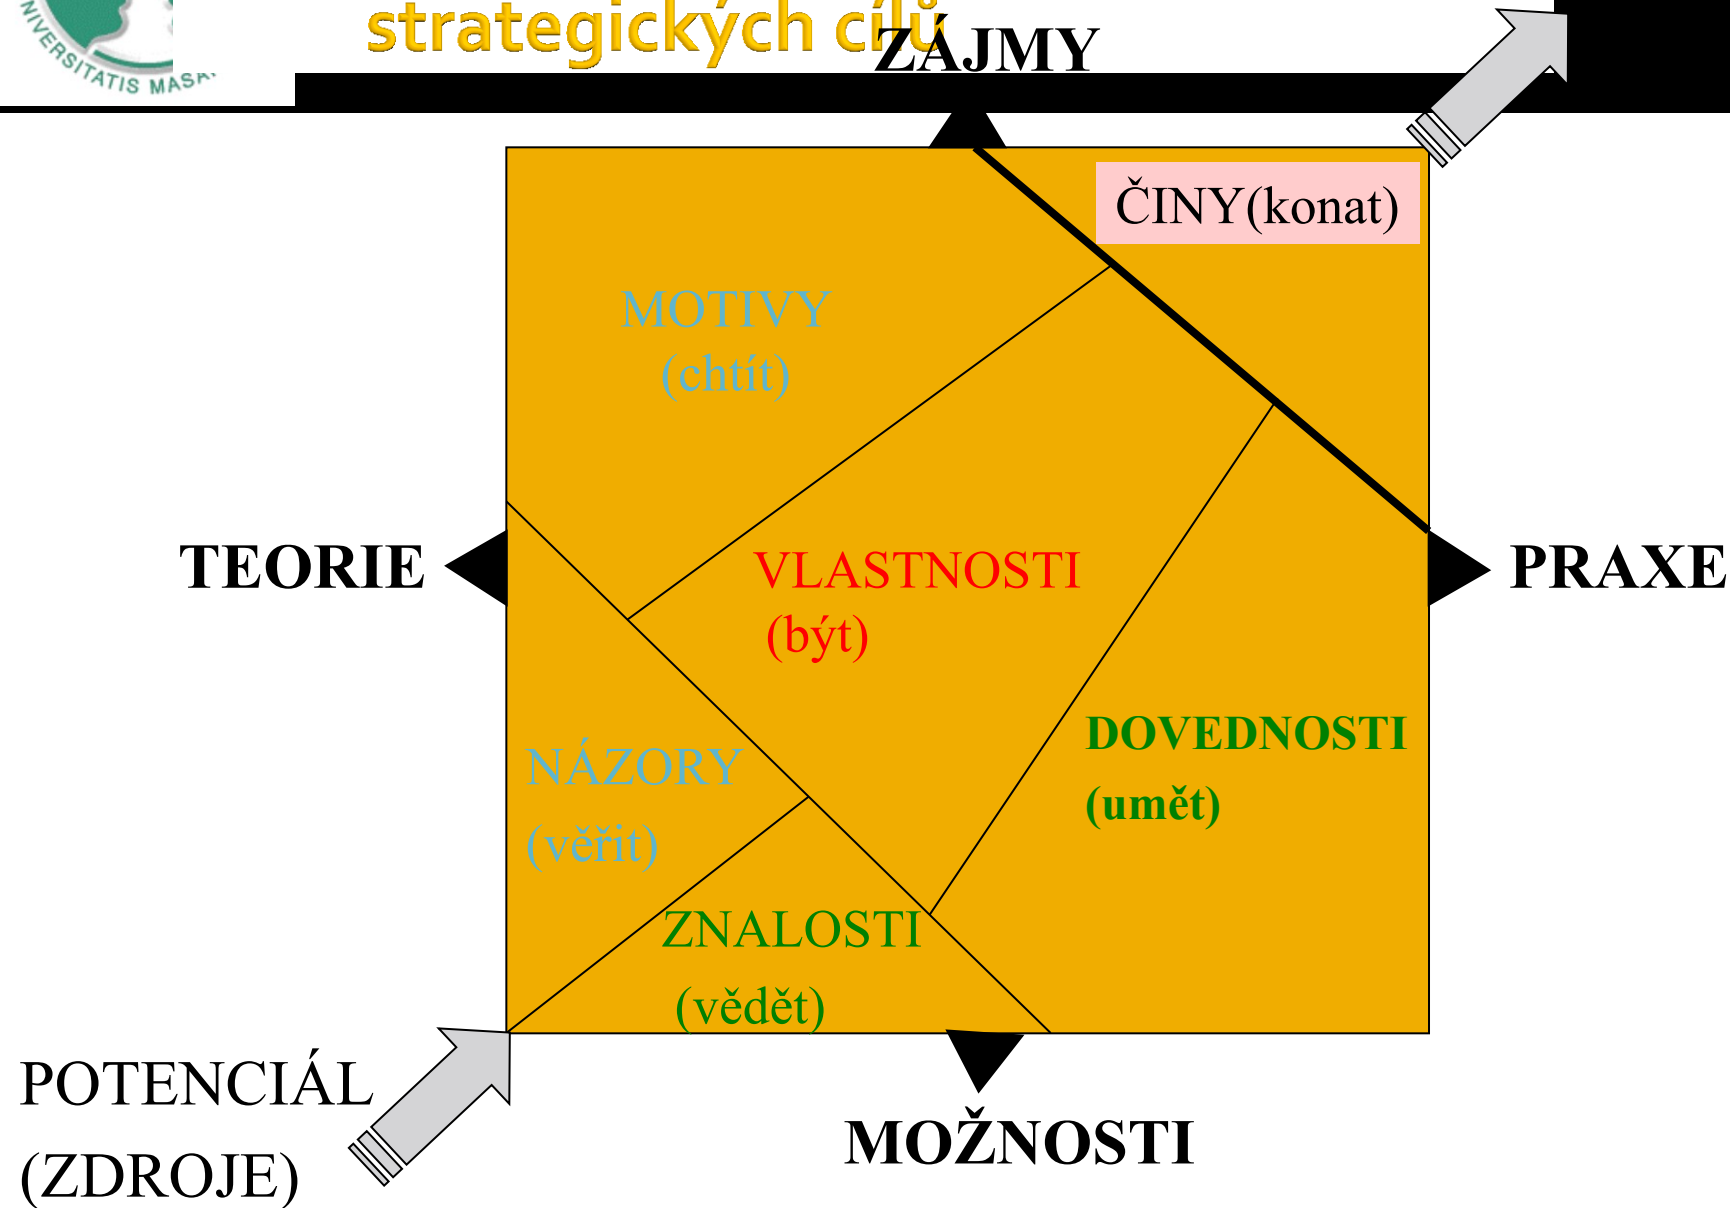 strategických cílů
ZÁJMY
ČINY(konat)
MOTIVY
(chtít)
TEORIE
VLASTNOSTI
(být)
PRAXE
DOVEDNOSTI
(umět)
NÁZORY
(věřit)
ZNALOSTI
(vědět)
POTENCIÁL
(ZDROJE)
MOŽNOSTI